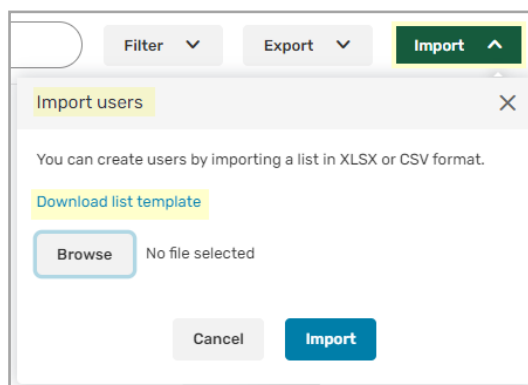 Filter Export Import
Import users
You can create users by importing a list in XLSX or CSV format.
Download list template
Browse No file selected
Cancel Import